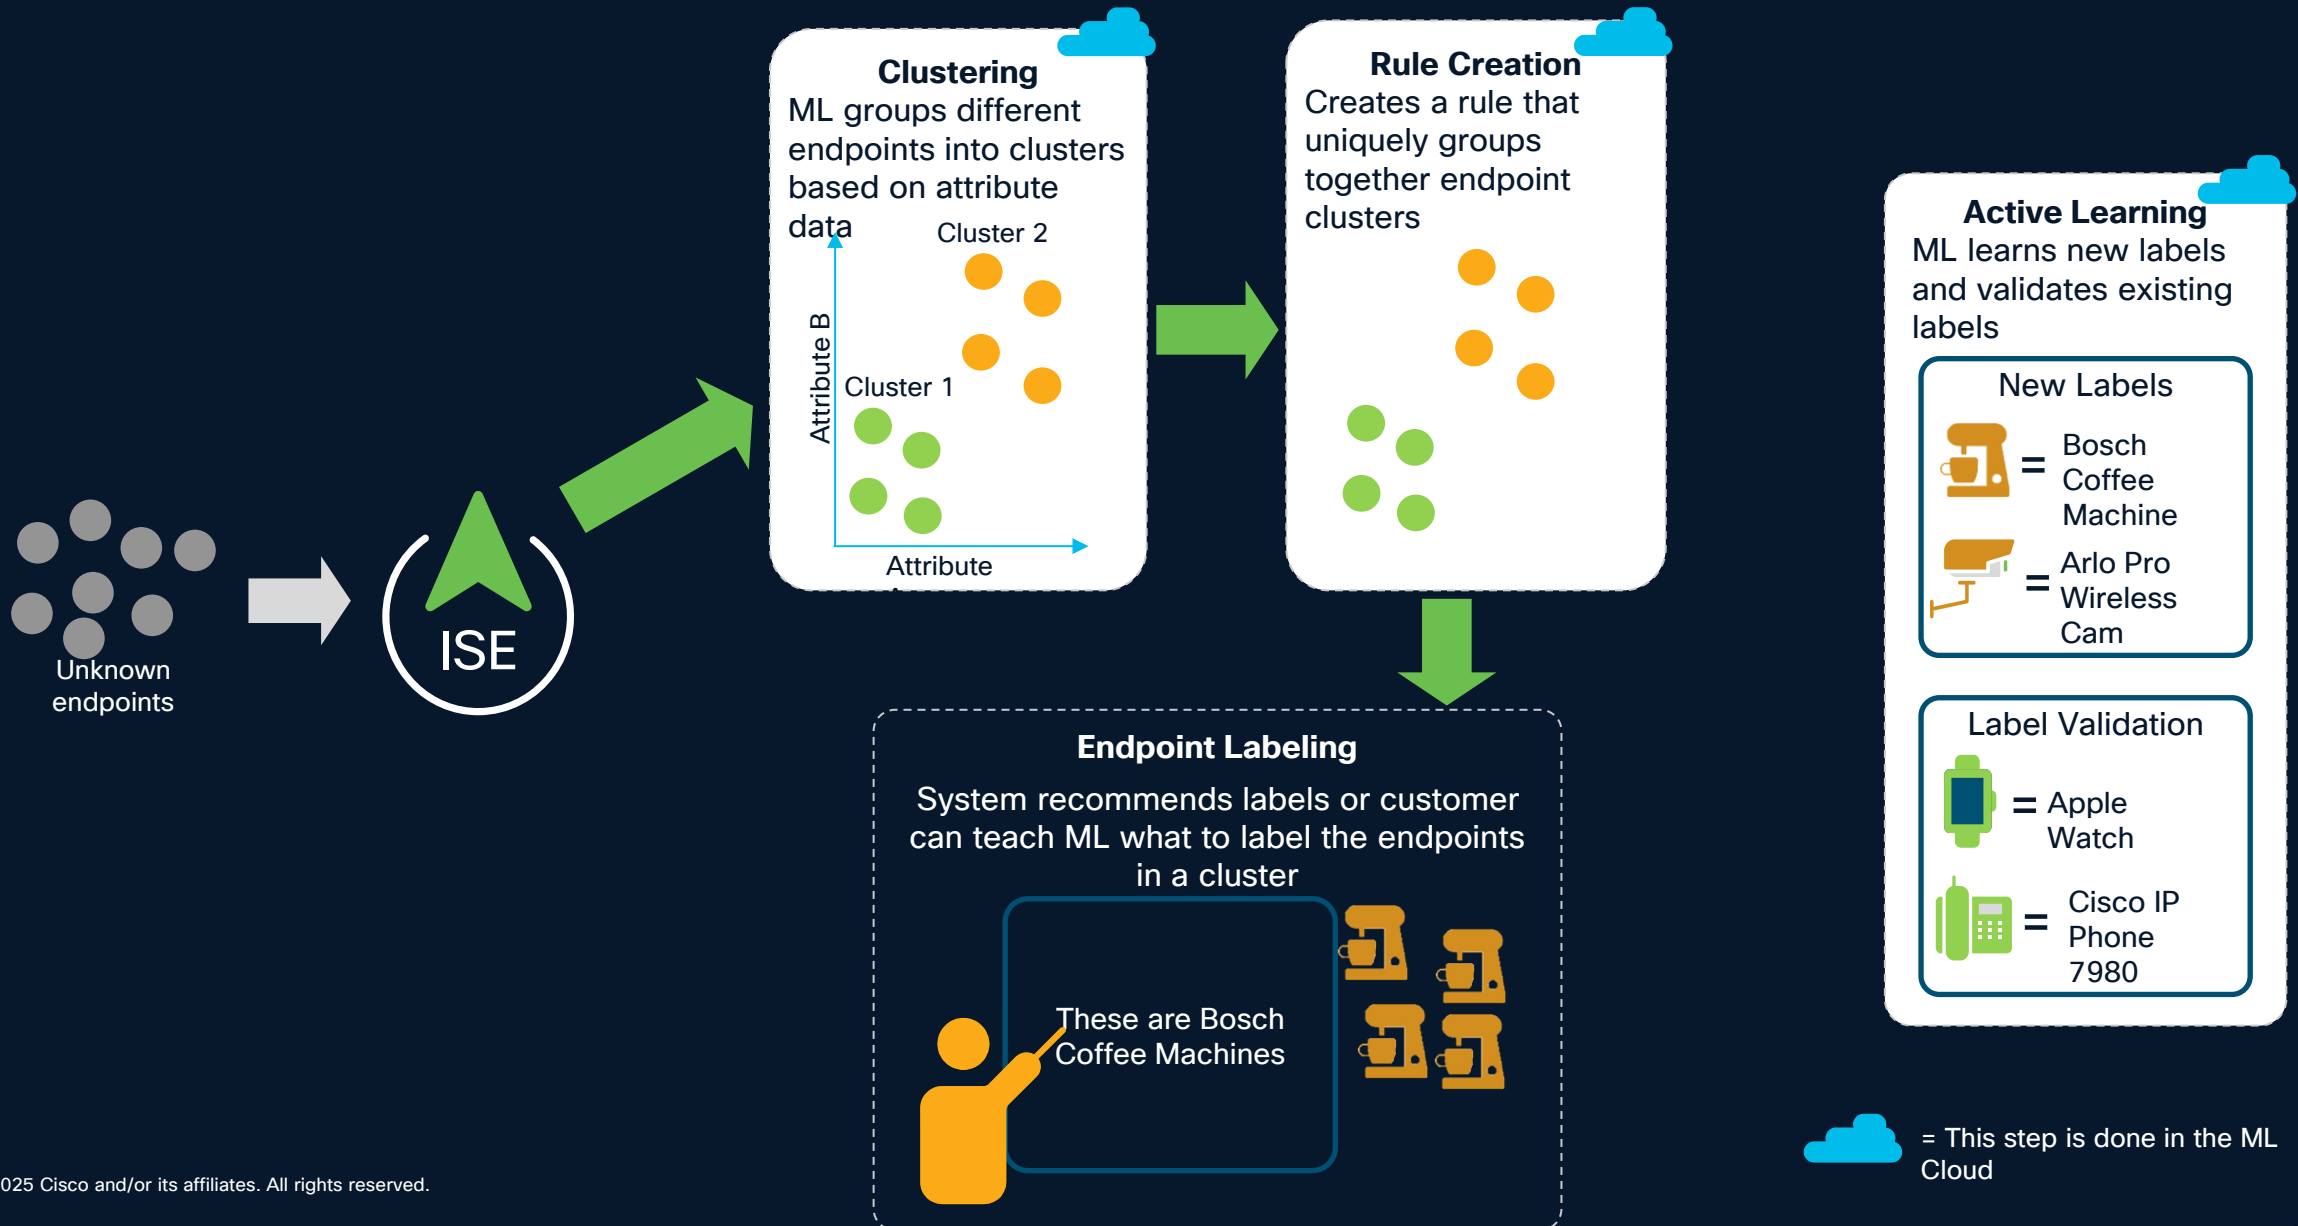 Unknown
endpoints
ISE
Clustering
ML groups different
endpoints into clusters
based on attribute
data
Cluster 2
Attribute B
Cluster 1
Attribute
Rule Creation
Creates a rule that
uniquely groups
together endpoint
clusters
Endpoint Labeling
System recommends labels or customer
can teach ML what to label the endpoints
in a cluster
These are Bosch
Coffee Machines
Active Learning
ML learns new labels
and validates existing
labels
New Labels
= Bosch
Coffee
Machine
= Arlo Pro
Wireless
Cam
Label Validation
= Apple
Watch
= Cisco IP
Phone
7980
= This step is done in the ML
Cloud
025 Cisco and/or its affiliates. All rights reserved.